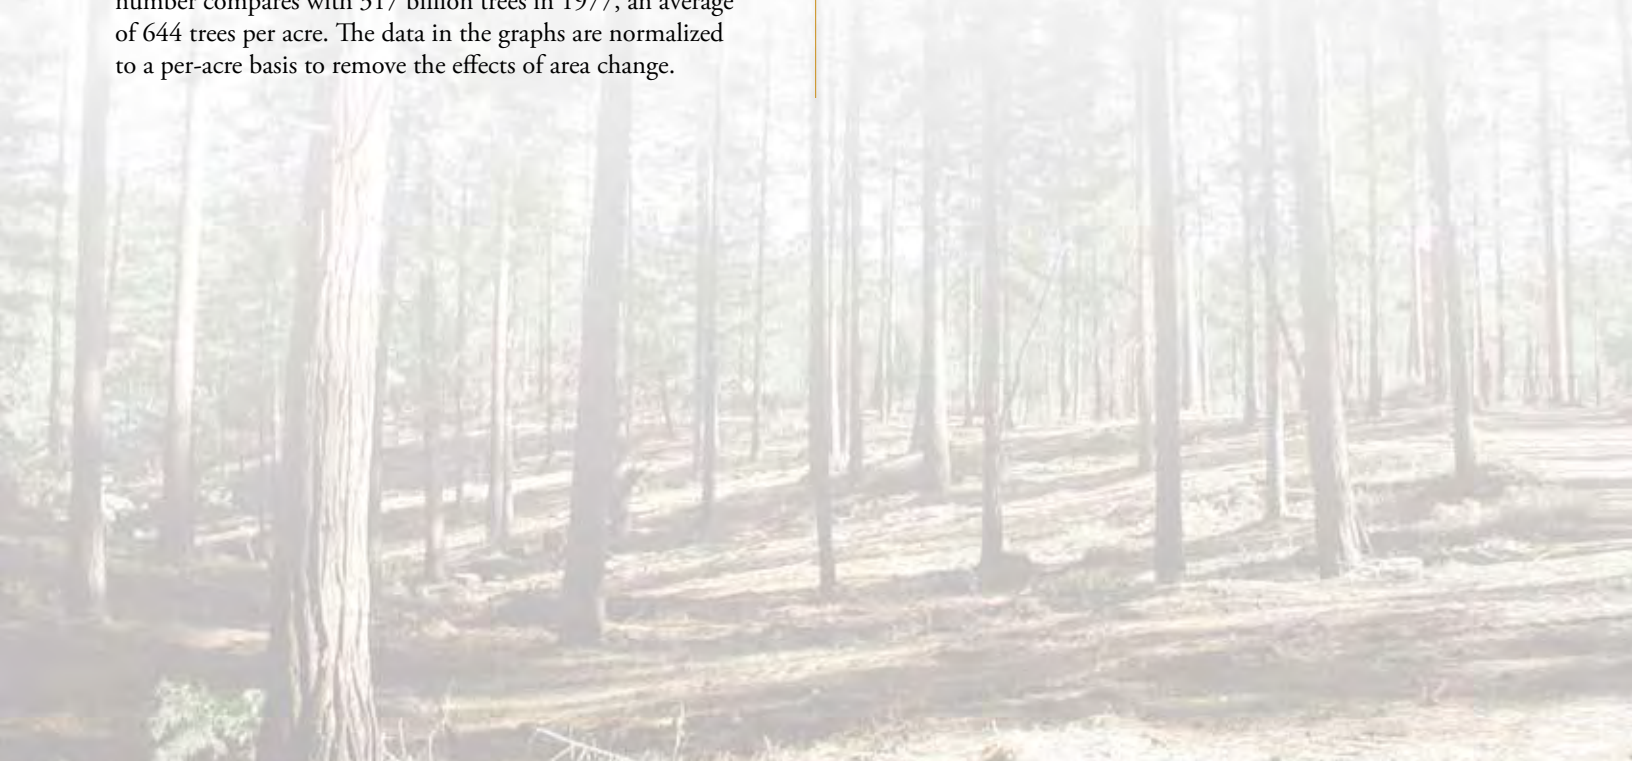 number compares with 517 billion trees in 1977, an average
of 644 trees per acre. The data in the graphs are normalized
to a per-acre basis to remove the effects of area change.